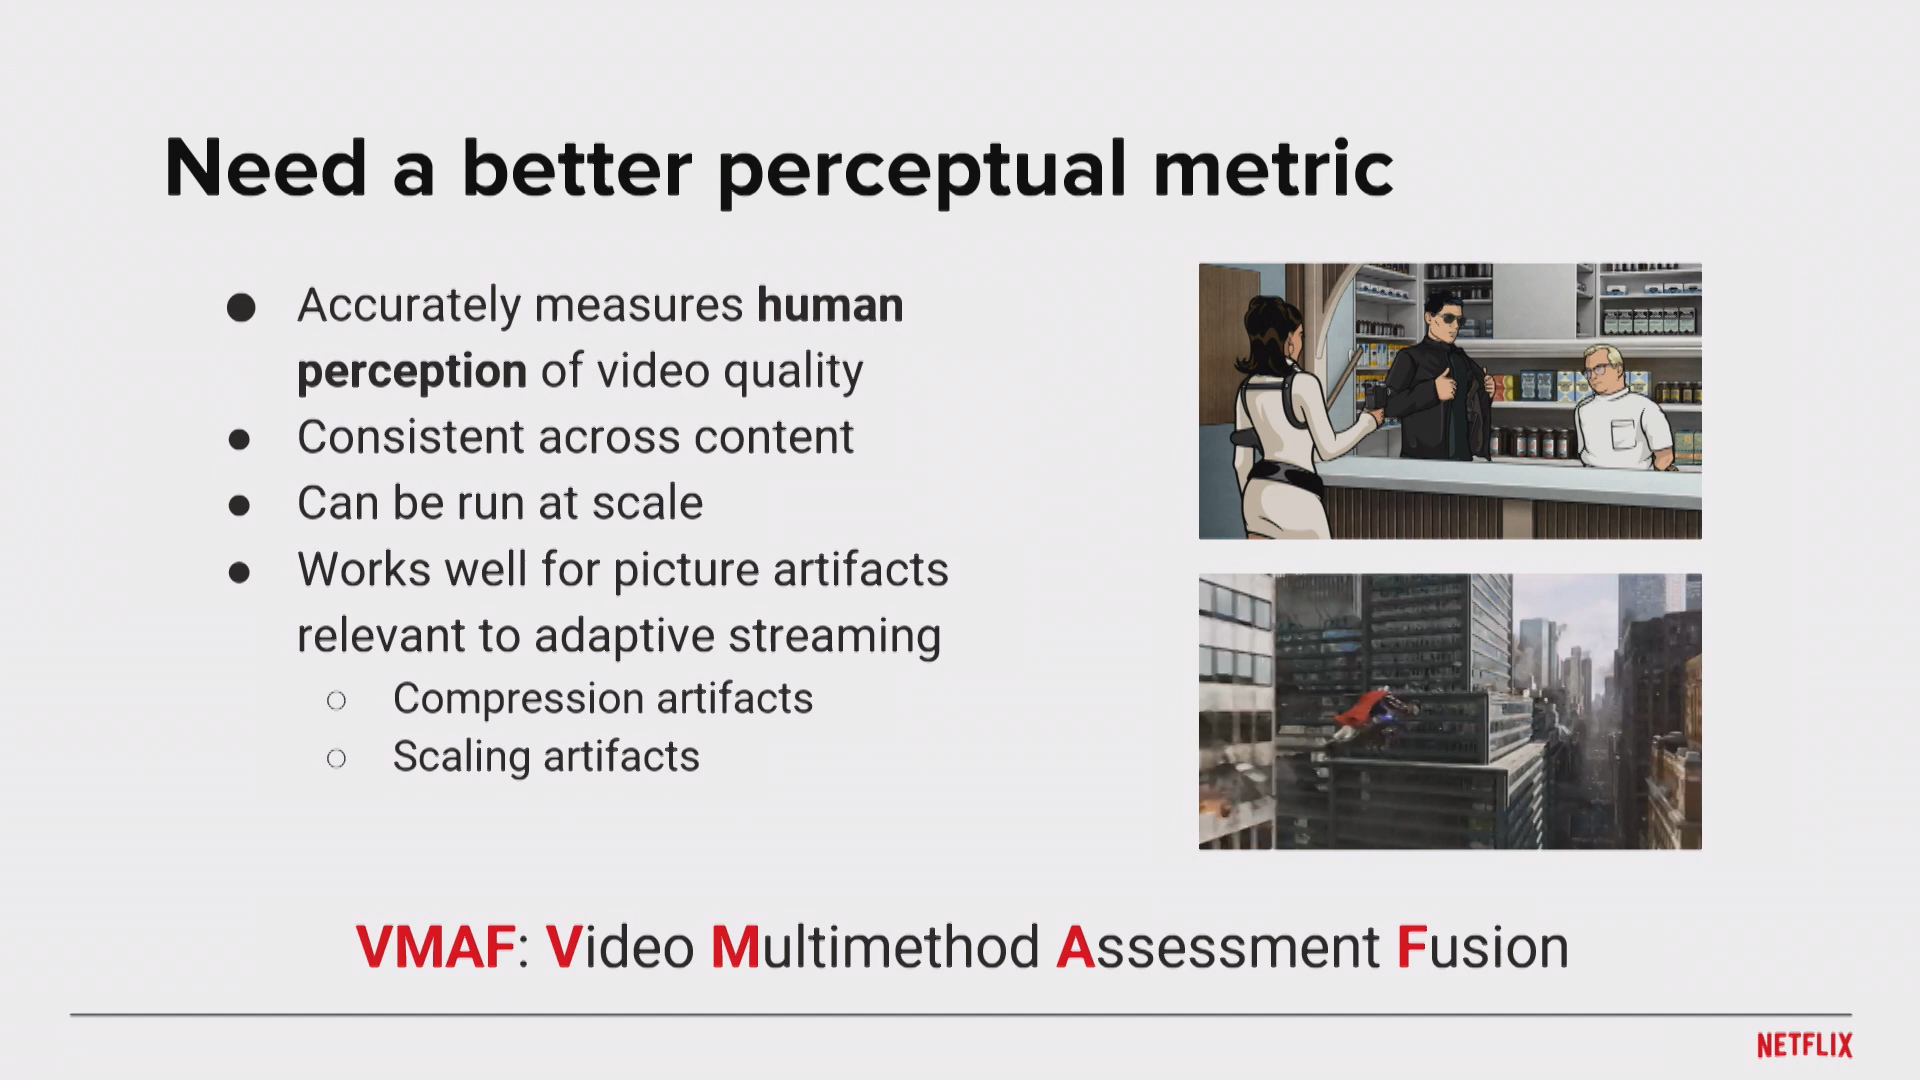 Need a better perceptual metric
● Accurately measures human
perception of video quality
● Consistent across content
● Can be run at scale
● Works well for picture artifacts
relevant to adaptive streaming
○ Compression artifacts
○ Scaling artifacts
VMAF: Video Multimethod Assessment Fusion
NETFLIX